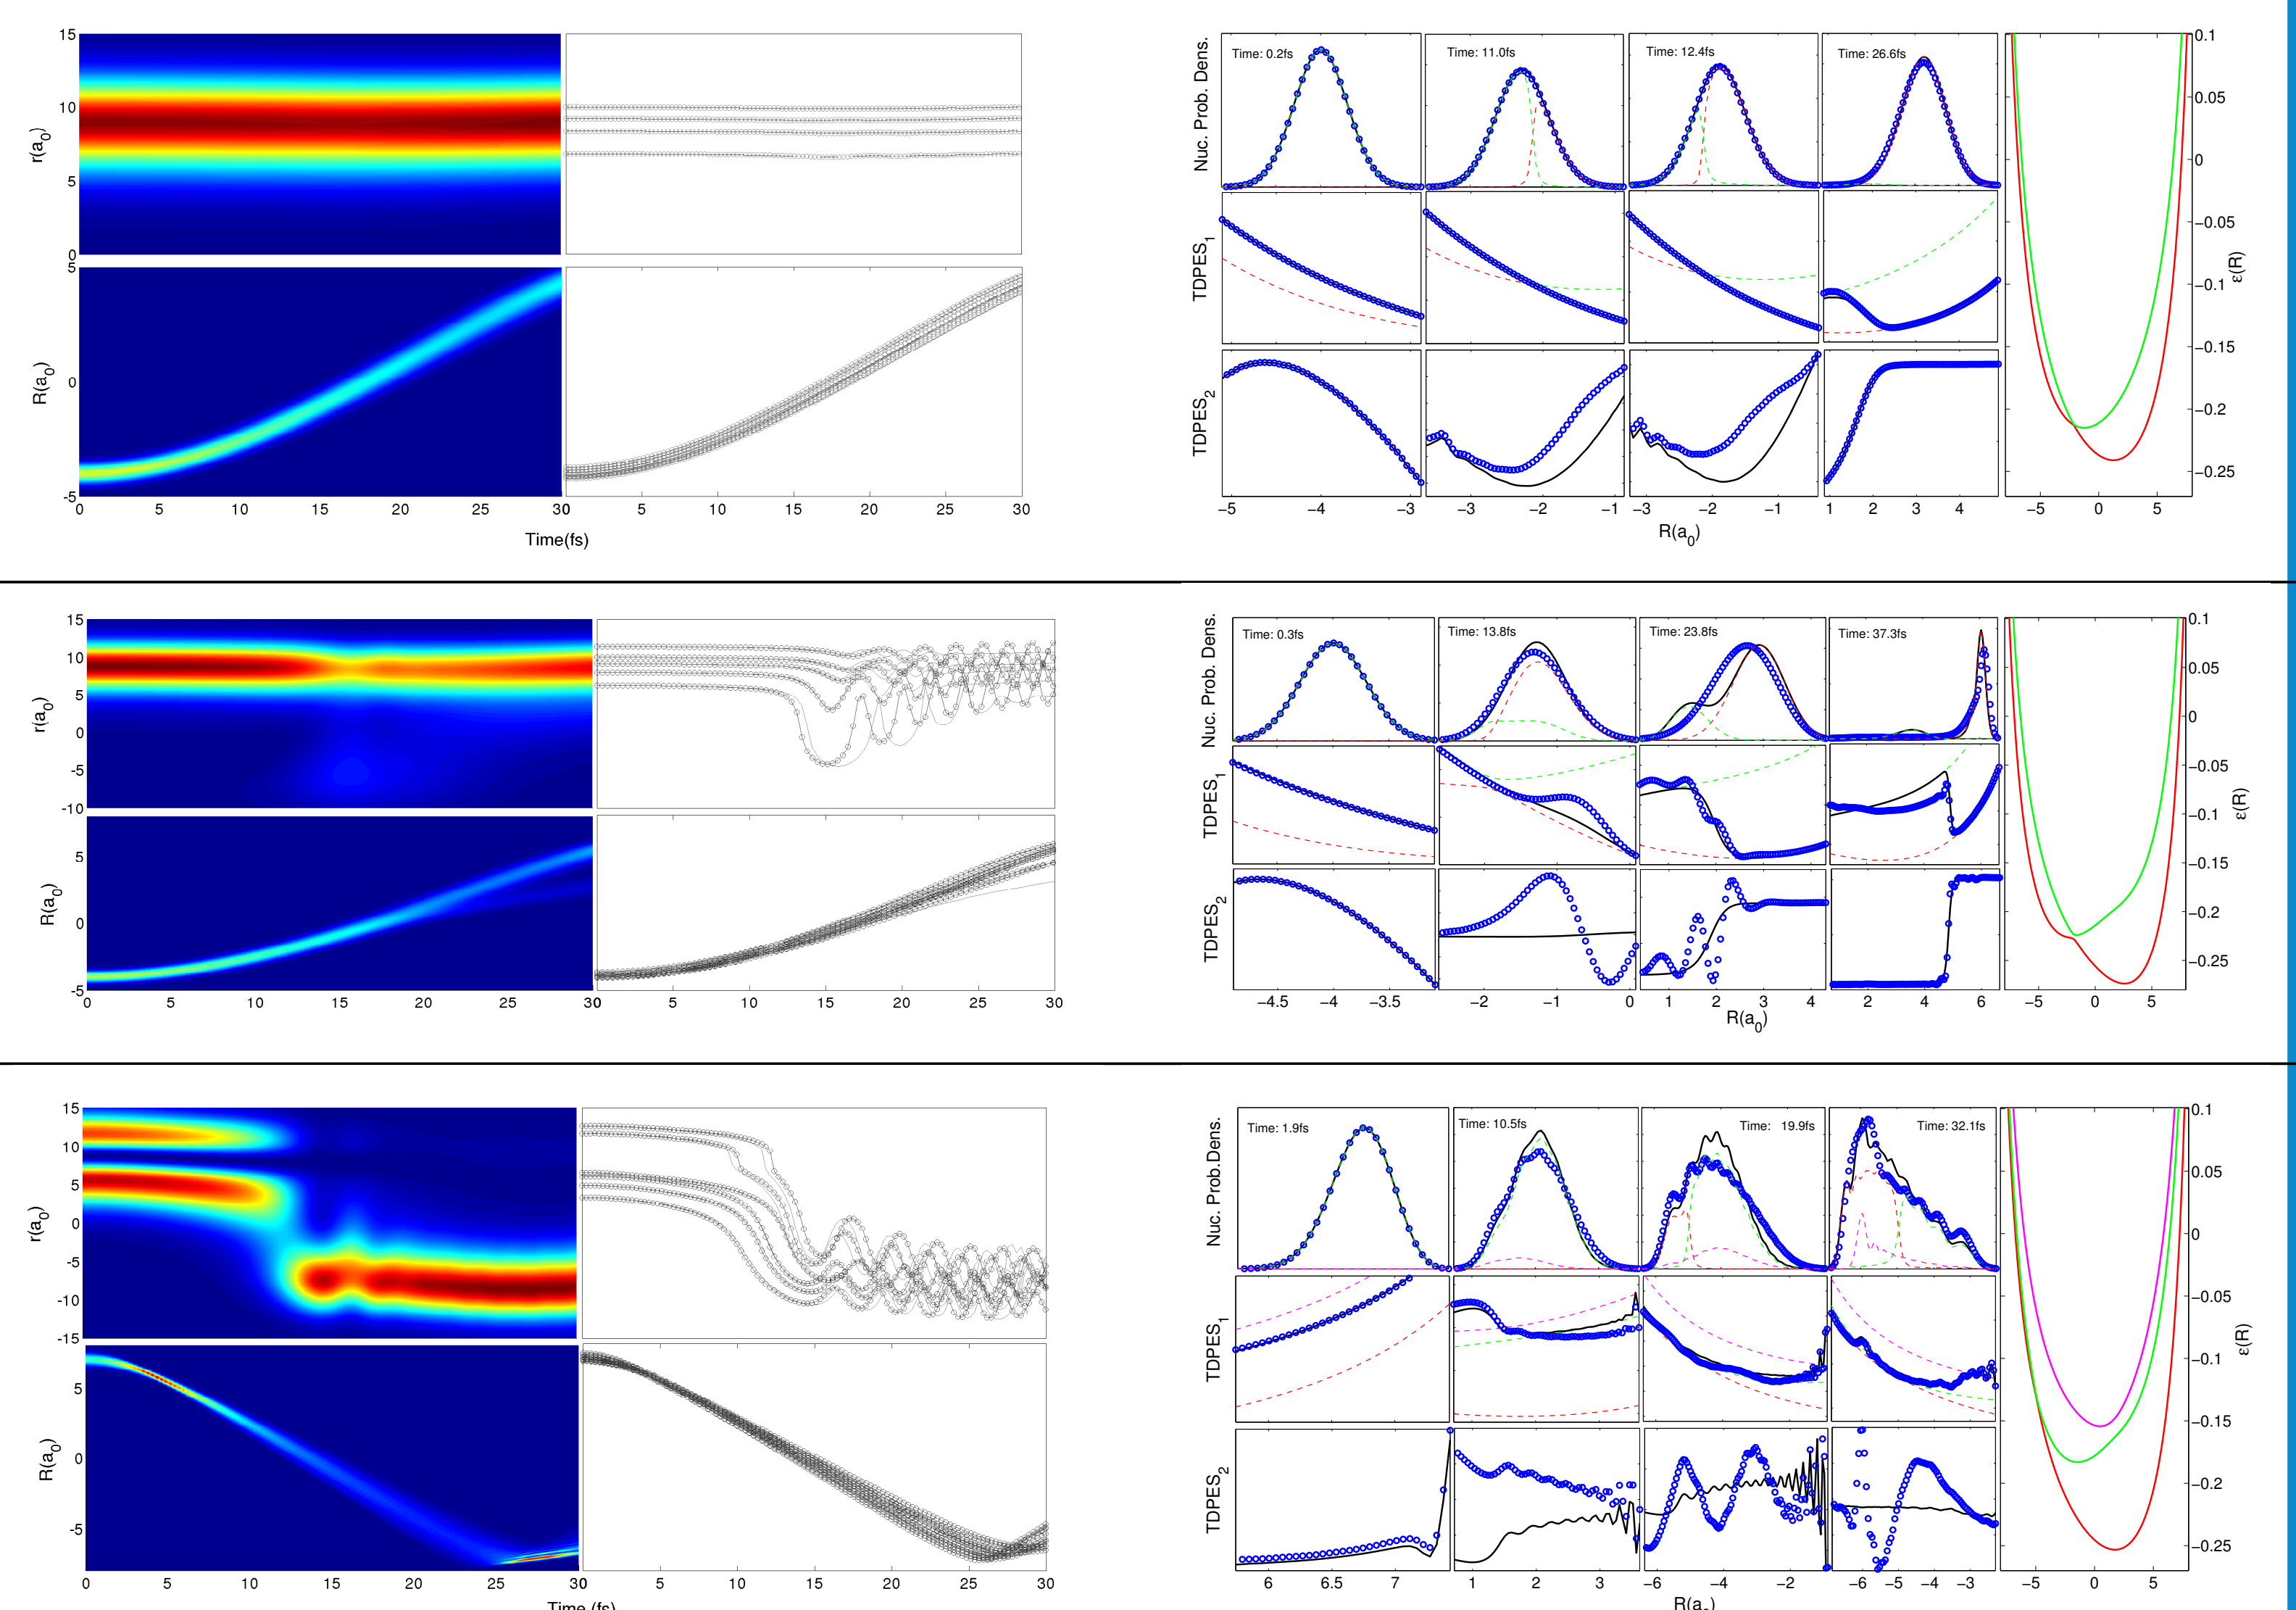 15
10
5
0
r(a0)
5
0
-5
R(a0)
0 5 10 15 20 25 30
0 5 10 15 20 25 30
Time(fs)
Nuc. Prob. Dens.
Time: 0.2fs
Time: 11.0fs
Time: 12.4fs
Time: 26.6fs
TDPES1
TDPES2
−5 −4 −3
−3 −2 −1
−3 −2 −1
1 2 3 4
R(a0)
−5 0 5
0.1
0.05
0
−0.05
−0.1
−0.15
−0.2
−0.25
ε(R)
15
10
5
0
-5
-10
r(a0)
5
0
-5
R(a0)
0 5 10 15 20 25 30
5 10 15 20 25 30
Nuc. Prob. Dens.
Time: 0.3fs
Time: 13.8fs
Time: 23.8fs
Time: 37.3fs
TDPES1
TDPES2
−4.5 −4 −3.5
−2 −1 0
1 2 3 4
2 4 6
R(a0)
−5 0 5
0.1
0.05
0
−0.05
−0.1
−0.15
−0.2
−0.25
ε(R)
15
10
5
0
-5
-10
-15
r(a0)
5
0
-5
R(a0)
0 5 10 15 20 25 30
5 10 15 20 25 30
Time (fs)
Nuc. Prob.Dens.
Time: 1.9fs
Time: 10.5fs
Time: 19.9fs
Time: 32.1fs
TDPES1
TDPES2
6 6.5 7
1 2 3
−6 −4 −2
−6 −5 −4 −3
R(a0)
−5 0 5
0.1
0.05
0
−0.05
−0.1
−0.15
−0.2
−0.25
ε(R)